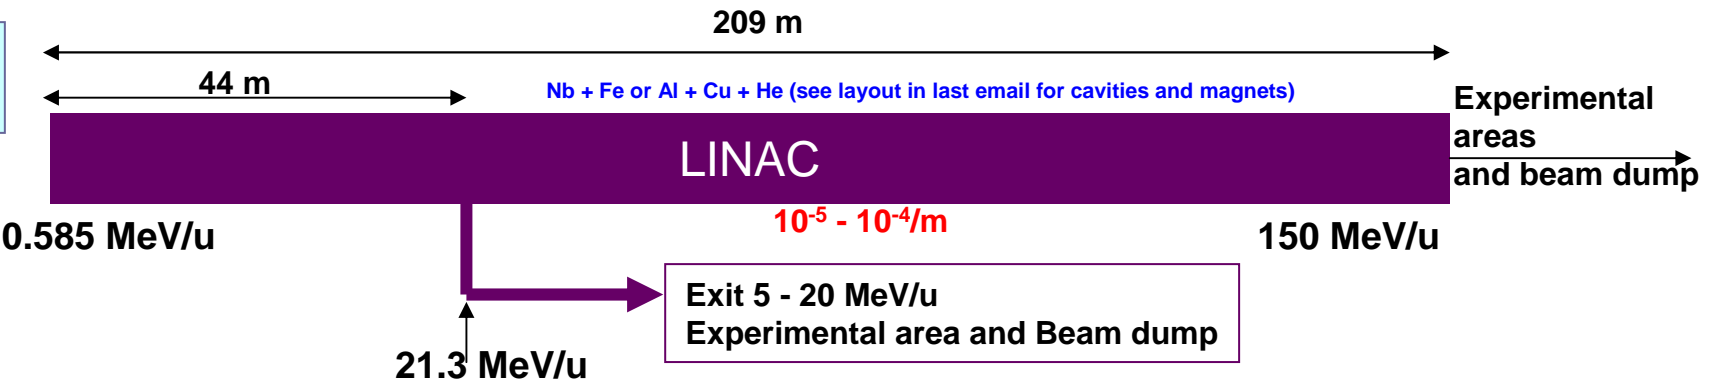 209 m
44 m
Nb + Fe or Al + Cu + He (see layout in last email for cavities and magnets)
Experimental
areas
and beam dump
LINAC
10⁻⁵ - 10⁻⁴/m
0.585 MeV/u
150 MeV/u
Exit 5 - 20 MeV/u
Experimental area and Beam dump
21.3 MeV/u